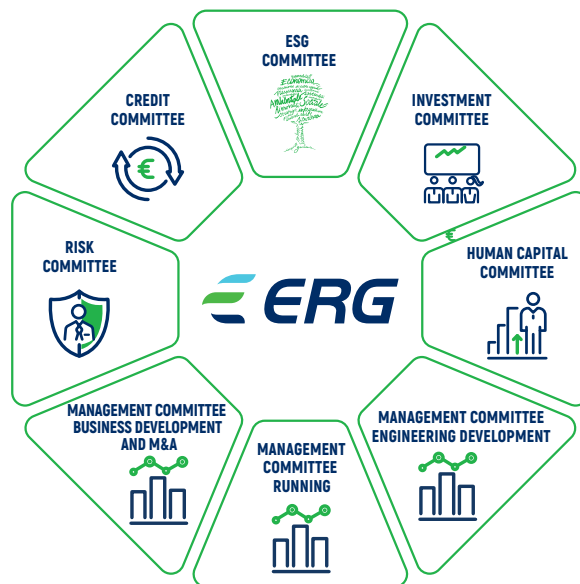 ESG
COMMITTEE
CREDIT
COMMITTEE
€
INVESTMENT
COMMITTEE
€
RISK
COMMITTEE
ERG
HUMAN CAPITAL
COMMITTEE
MANAGEMENT COMMITTEE
BUSINESS DEVELOPMENT
AND M&A
MANAGEMENT
COMMITTEE
RUNNING
MANAGEMENT COMMITTEE
ENGINEERING DEVELOPMENT